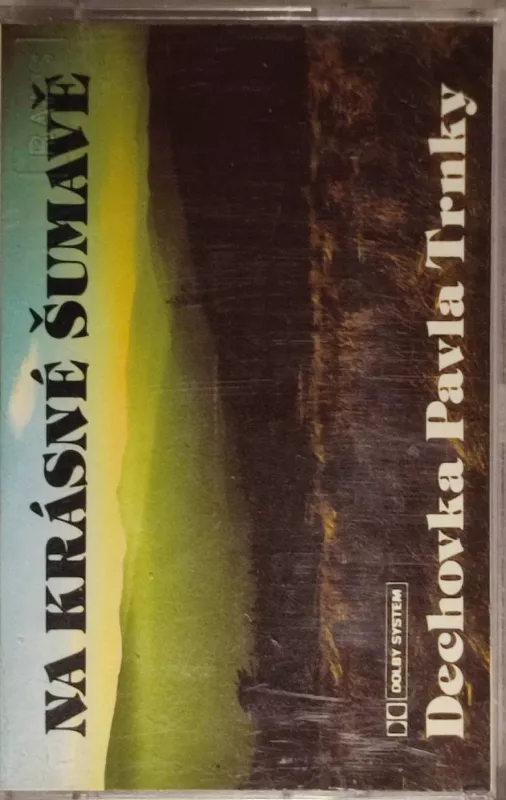 NA KRÁSNÉ ŠUMAVĚ
DOLBY SYSTEM
Dechovka Pavla Trnky